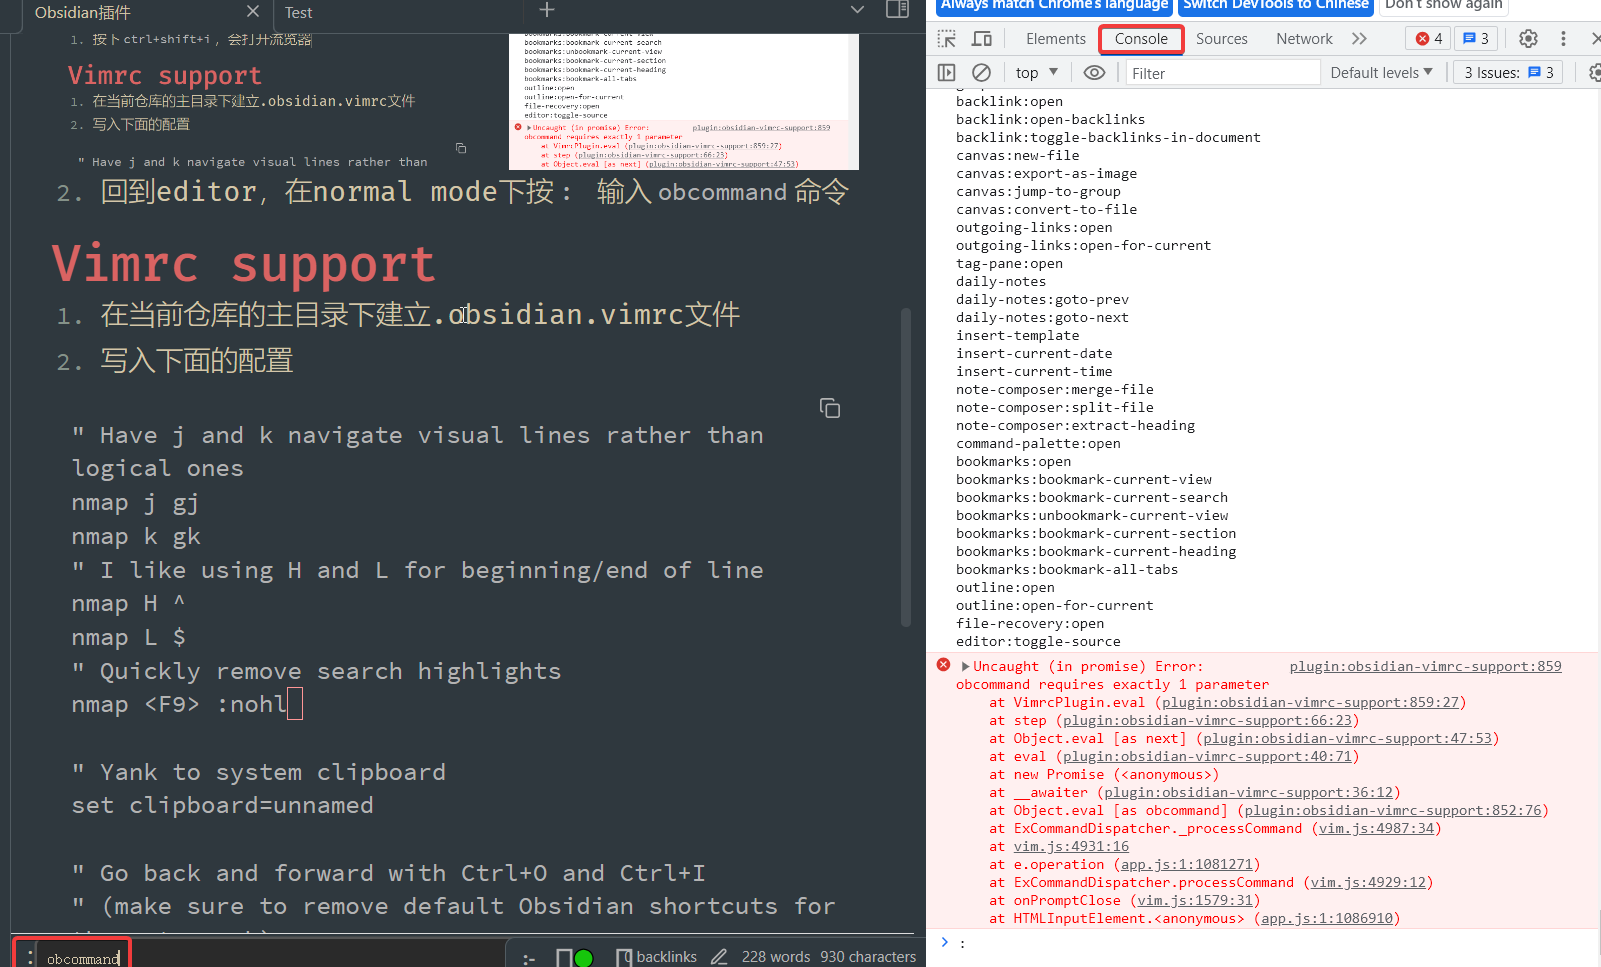 Obsidian插件
Test
1. 按下ctrl+shift+i，会打开浏览器
Vimrc support
1. 在当前仓库的主目录下建立.obsidian.vimrc文件
2. 写入下面的配置
" Have j and k navigate visual lines rather than
bookmarks:bookmark-current-search
bookmarks:unbookmark-current-view
bookmarks:bookmark-current-section
bookmarks:bookmark-current-heading
bookmarks:bookmark-all-tabs
outline:open
outline:open-for-current
file-recovery:open
editor:toggle-source
Uncaught (in promise) Error: plugin:obsidian-vimrc-support:859
obcommand requires exactly 1 parameter
at VimrcPlugin.eval (plugin:obsidian-vimrc-support:859:27)
at step (plugin:obsidian-vimrc-support:66:23)
at Object.eval [as next] (plugin:obsidian-vimrc-support:47:53)
2. 回到editor，在normal mode下按： 输入 obcommand 命令
Vimrc support
1. 在当前仓库的主目录下建立.obsidian.vimrc文件
2. 写入下面的配置
" Have j and k navigate visual lines rather than
logical ones
nmap j gj
nmap k gk
" I like using H and L for beginning/end of line
nmap H ^
nmap L $
" Quickly remove search highlights
nmap <F9> :nohl
" Yank to system clipboard
set clipboard=unnamed
" Go back and forward with Ctrl+O and Ctrl+I
" (make sure to remove default Obsidian shortcuts for
: obcommand
:-
0 backlinks 228 words 930 characters
Always match Chrome's language Switch DevTools to Chinese Don't show again
Elements Console Sources Network 4 3
top Filter Default levels 3 Issues: 3
backlink:open
backlink:open-backlinks
backlink:toggle-backlinks-in-document
canvas:new-file
canvas:export-as-image
canvas:jump-to-group
canvas:convert-to-file
outgoing-links:open
outgoing-links:open-for-current
tag-pane:open
daily-notes
daily-notes:goto-prev
daily-notes:goto-next
insert-template
insert-current-date
insert-current-time
note-composer:merge-file
note-composer:split-file
note-composer:extract-heading
command-palette:open
bookmarks:open
bookmarks:bookmark-current-view
bookmarks:bookmark-current-search
bookmarks:unbookmark-current-view
bookmarks:bookmark-current-section
bookmarks:bookmark-current-heading
bookmarks:bookmark-all-tabs
outline:open
outline:open-for-current
file-recovery:open
editor:toggle-source
Uncaught (in promise) Error: plugin:obsidian-vimrc-support:859
obcommand requires exactly 1 parameter
at VimrcPlugin.eval (plugin:obsidian-vimrc-support:859:27)
at step (plugin:obsidian-vimrc-support:66:23)
at Object.eval [as next] (plugin:obsidian-vimrc-support:47:53)
at eval (plugin:obsidian-vimrc-support:40:71)
at new Promise (<anonymous>)
at __awaiter (plugin:obsidian-vimrc-support:36:12)
at Object.eval [as obcommand] (plugin:obsidian-vimrc-support:852:76)
at ExCommandDispatcher._processCommand (vim.js:4987:34)
at vim.js:4931:16
at e.operation (app.js:1:1081271)
at ExCommandDispatcher.processCommand (vim.js:4929:12)
at onPromptClose (vim.js:1579:31)
at HTMLInputElement.<anonymous> (app.js:1:1086910)
> :